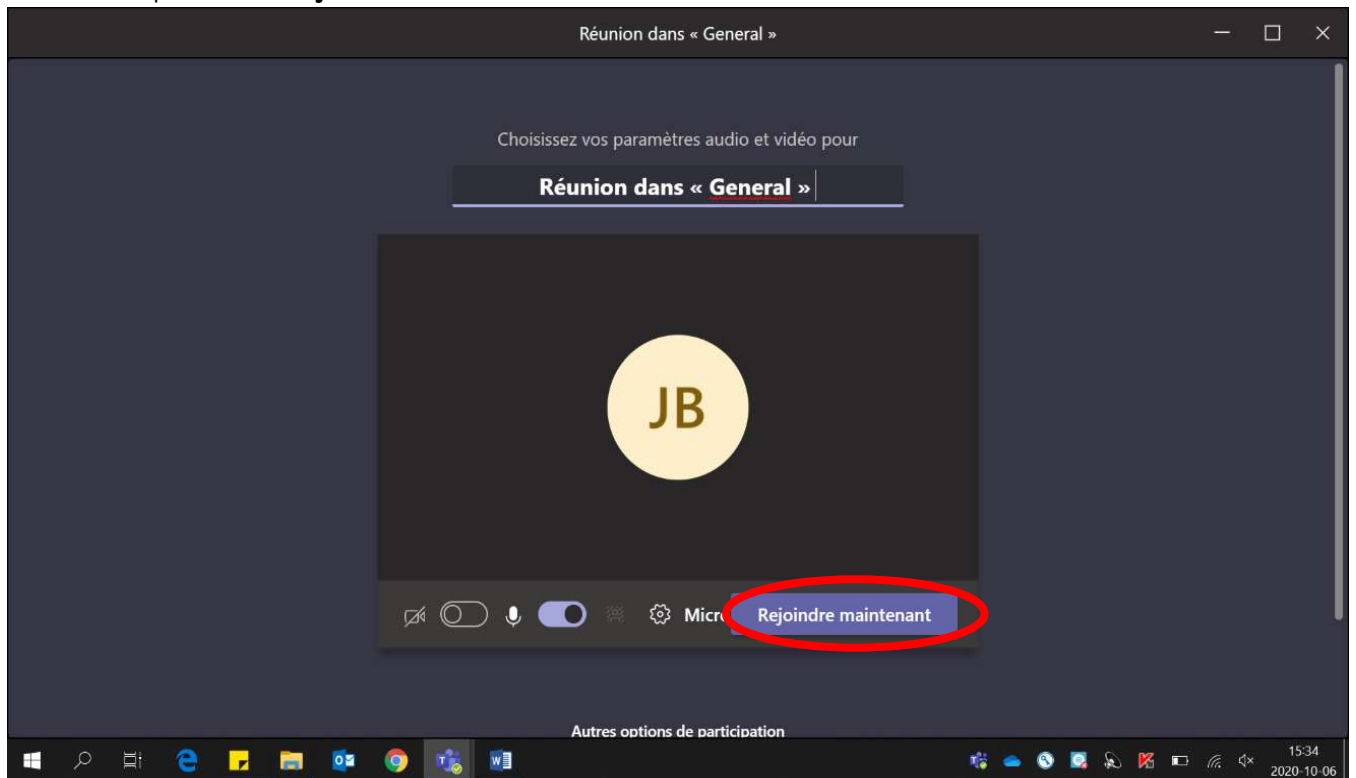 Réunion dans « General »
Choisissez vos paramètres audio et vidéo pour
Réunion dans « General »
JB
Micro Rejoindre maintenant
Autres options de participation
15:34
2020-10-06